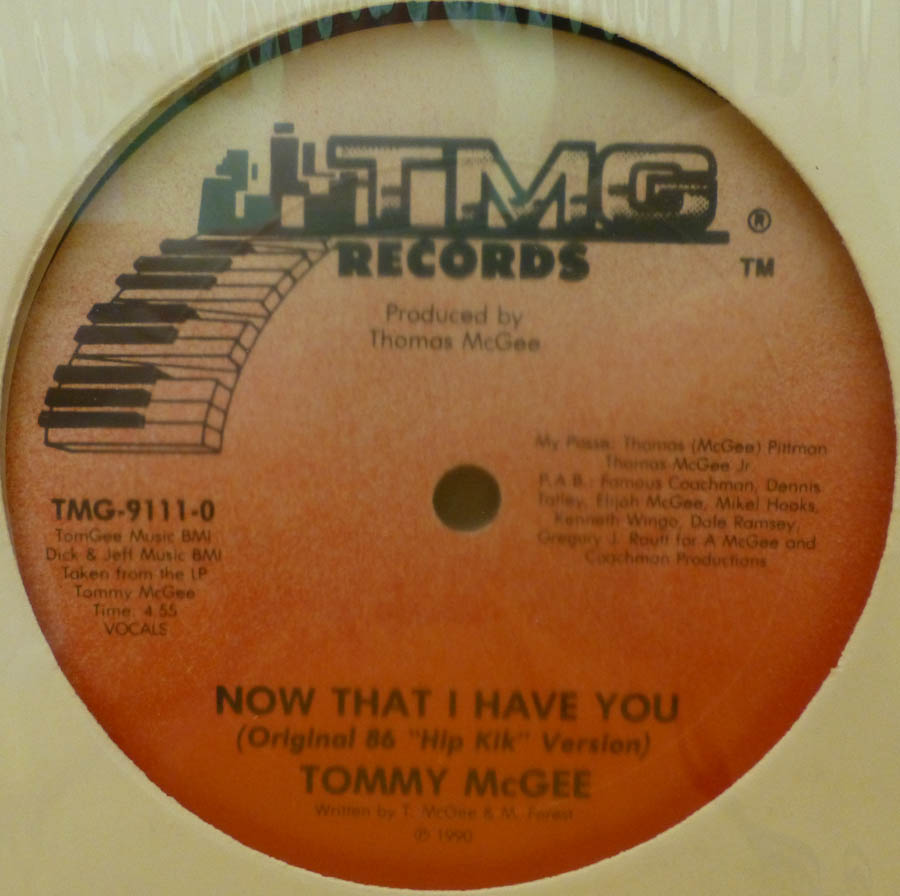 TMG
®
RECORDS
TM
Produced by
Thomas McGee
My Posse: Thomas (McGee) Pittman
Thomas McGee Jr.
P.A.B.: Famous Coachman, Dennis
Talley, Elijah McGee, Mikel Hooks,
Kenneth Wingo, Dale Ramsey,
Gregory J. Rauff for A McGee and
Coachman Productions
TMG-9111-0
TomGee Music BMI
Dick & Jeff Music BMI
Taken from the LP
Tommy McGee
Time: 4:55
VOCALS
NOW THAT I HAVE YOU
(Original 86 "Hip Kik" Version)
TOMMY McGEE
Written by T. McGee & M. Forest
℗ 1990